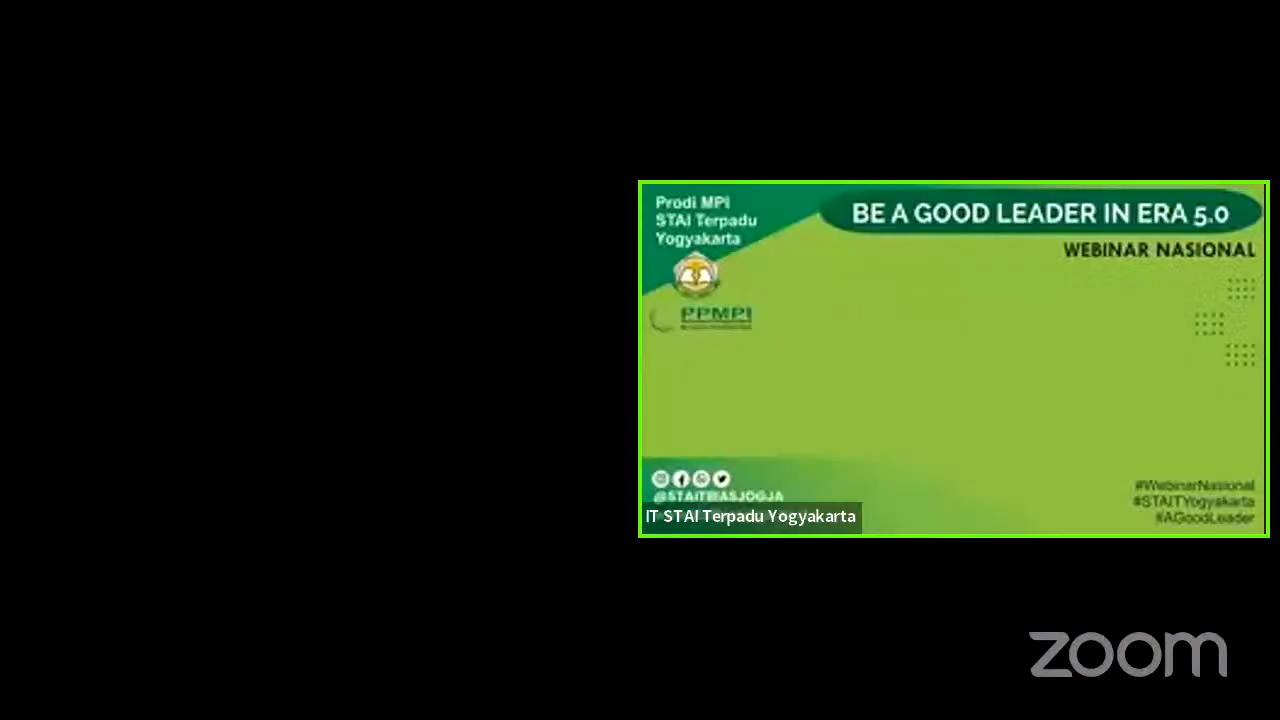 Prodi MPI
STAI Terpadu
Yogyakarta
BE A GOOD LEADER IN ERA 5.0
WEBINAR NASIONAL
PPMPI
@STAITBIASJOGJA
IT STAI Terpadu Yogyakarta
#WebinarNasional
#STAITYogyakarta
#AGoodLeader
zoom